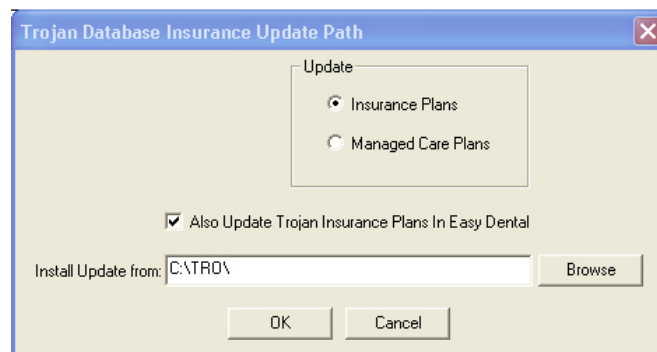 Trojan Database Insurance Update Path
Update
Insurance Plans
Managed Care Plans
Also Update Trojan Insurance Plans In Easy Dental
Install Update from: C:\TRO\ Browse
OK Cancel